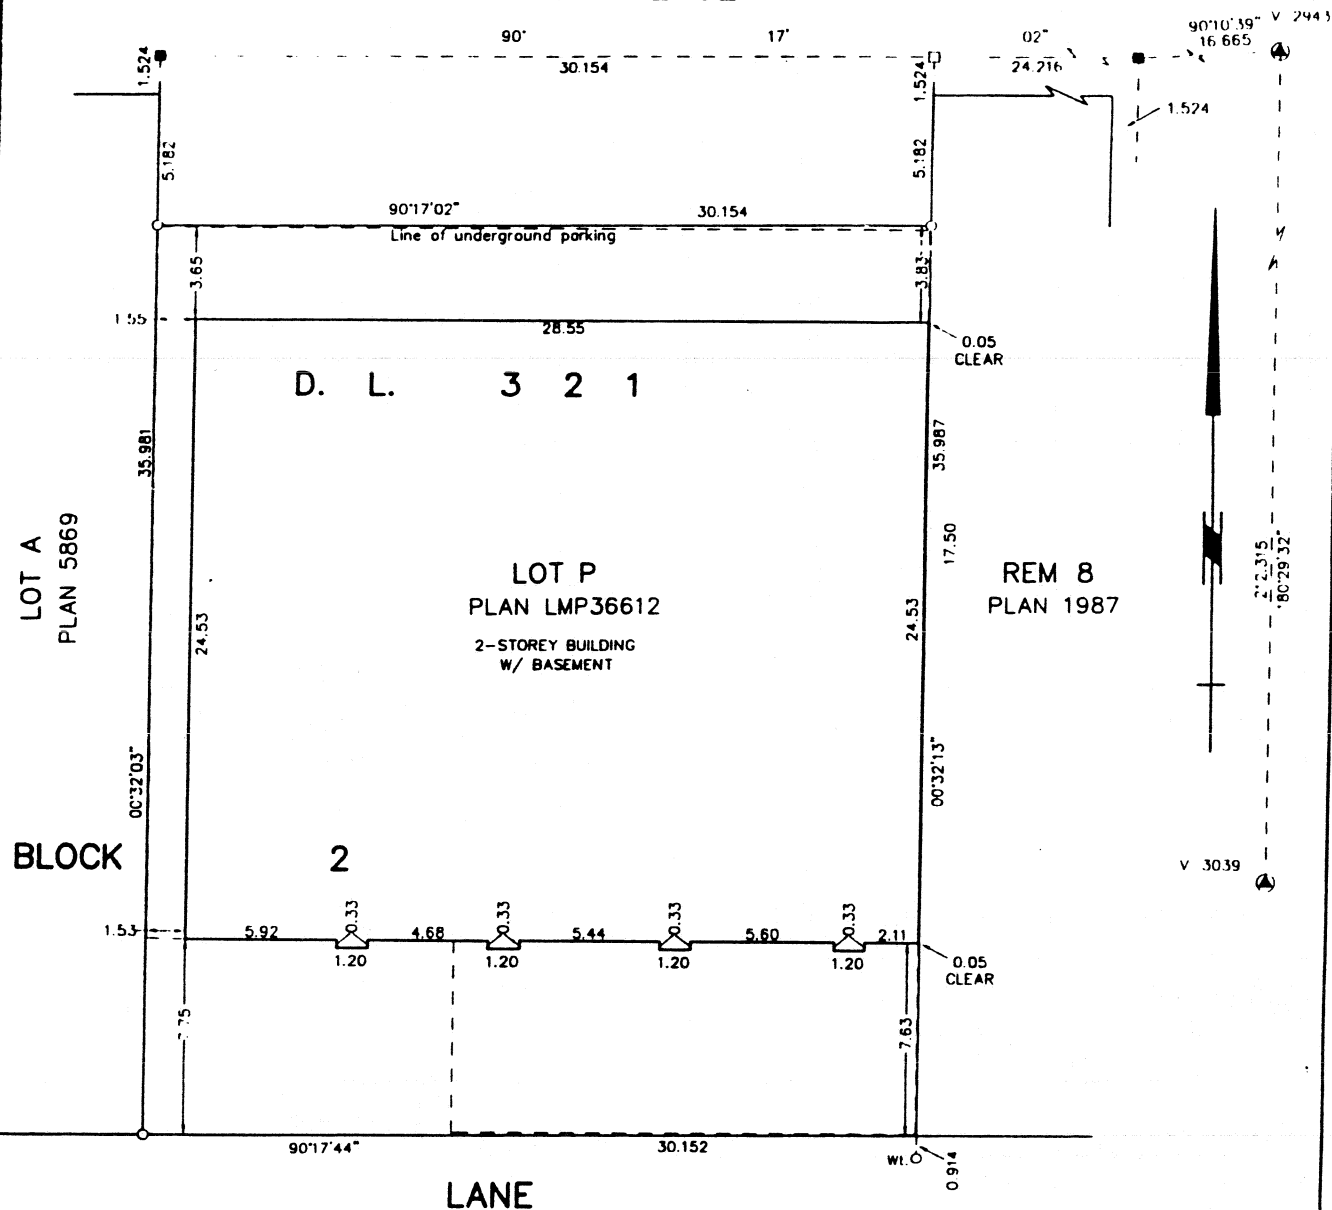 90°10'39" V 2943
90° 17' 02"
16.665
1.524 30.154 1.524 24.216
1.524
5.182 5.182
90°17'02" 30.154
Line of underground parking
3.65 3.83
1.55
28.55
0.05
CLEAR
D. L. 3 2 1
35.981 35.987
17.50
LOT A
PLAN 5869
LOT P
PLAN LMP36612
2-STOREY BUILDING
W/ BASEMENT
REM 8
PLAN 1987
N
24.53 24.53
00°32'03" 00°32'13"
BLOCK 2
V 3039
0.33 0.33 0.33 0.33
1.53 5.92 4.68 5.44 5.60 2.11
1.20 1.20 1.20 1.20
0.05
CLEAR
7.63
90°17'44" 30.152
Wt. 0.914
LANE